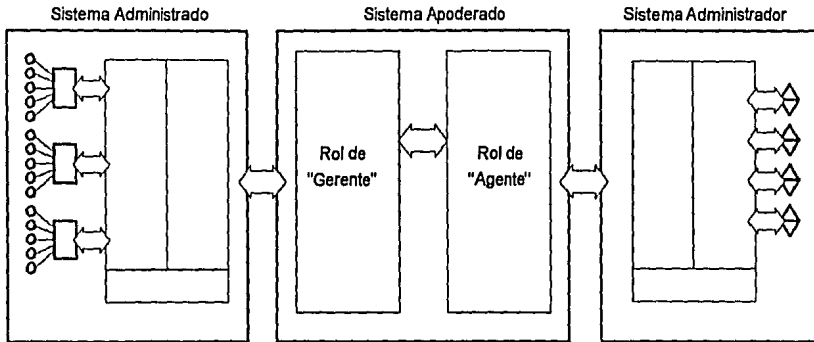 Sistema Administrado
Sistema Apoderado
Sistema Administrador
Rol de
"Gerente"
Rol de
"Agente"